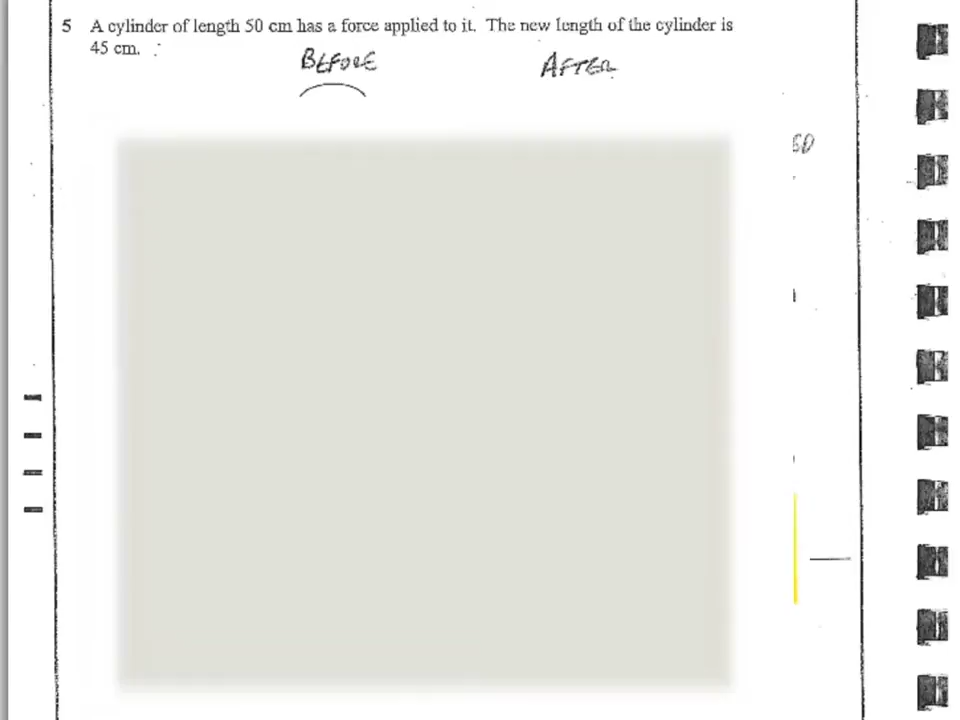 5 A cylinder of length 50 cm has a force applied to it. The new length of the cylinder is
45 cm.
BEFORE AFTER
50